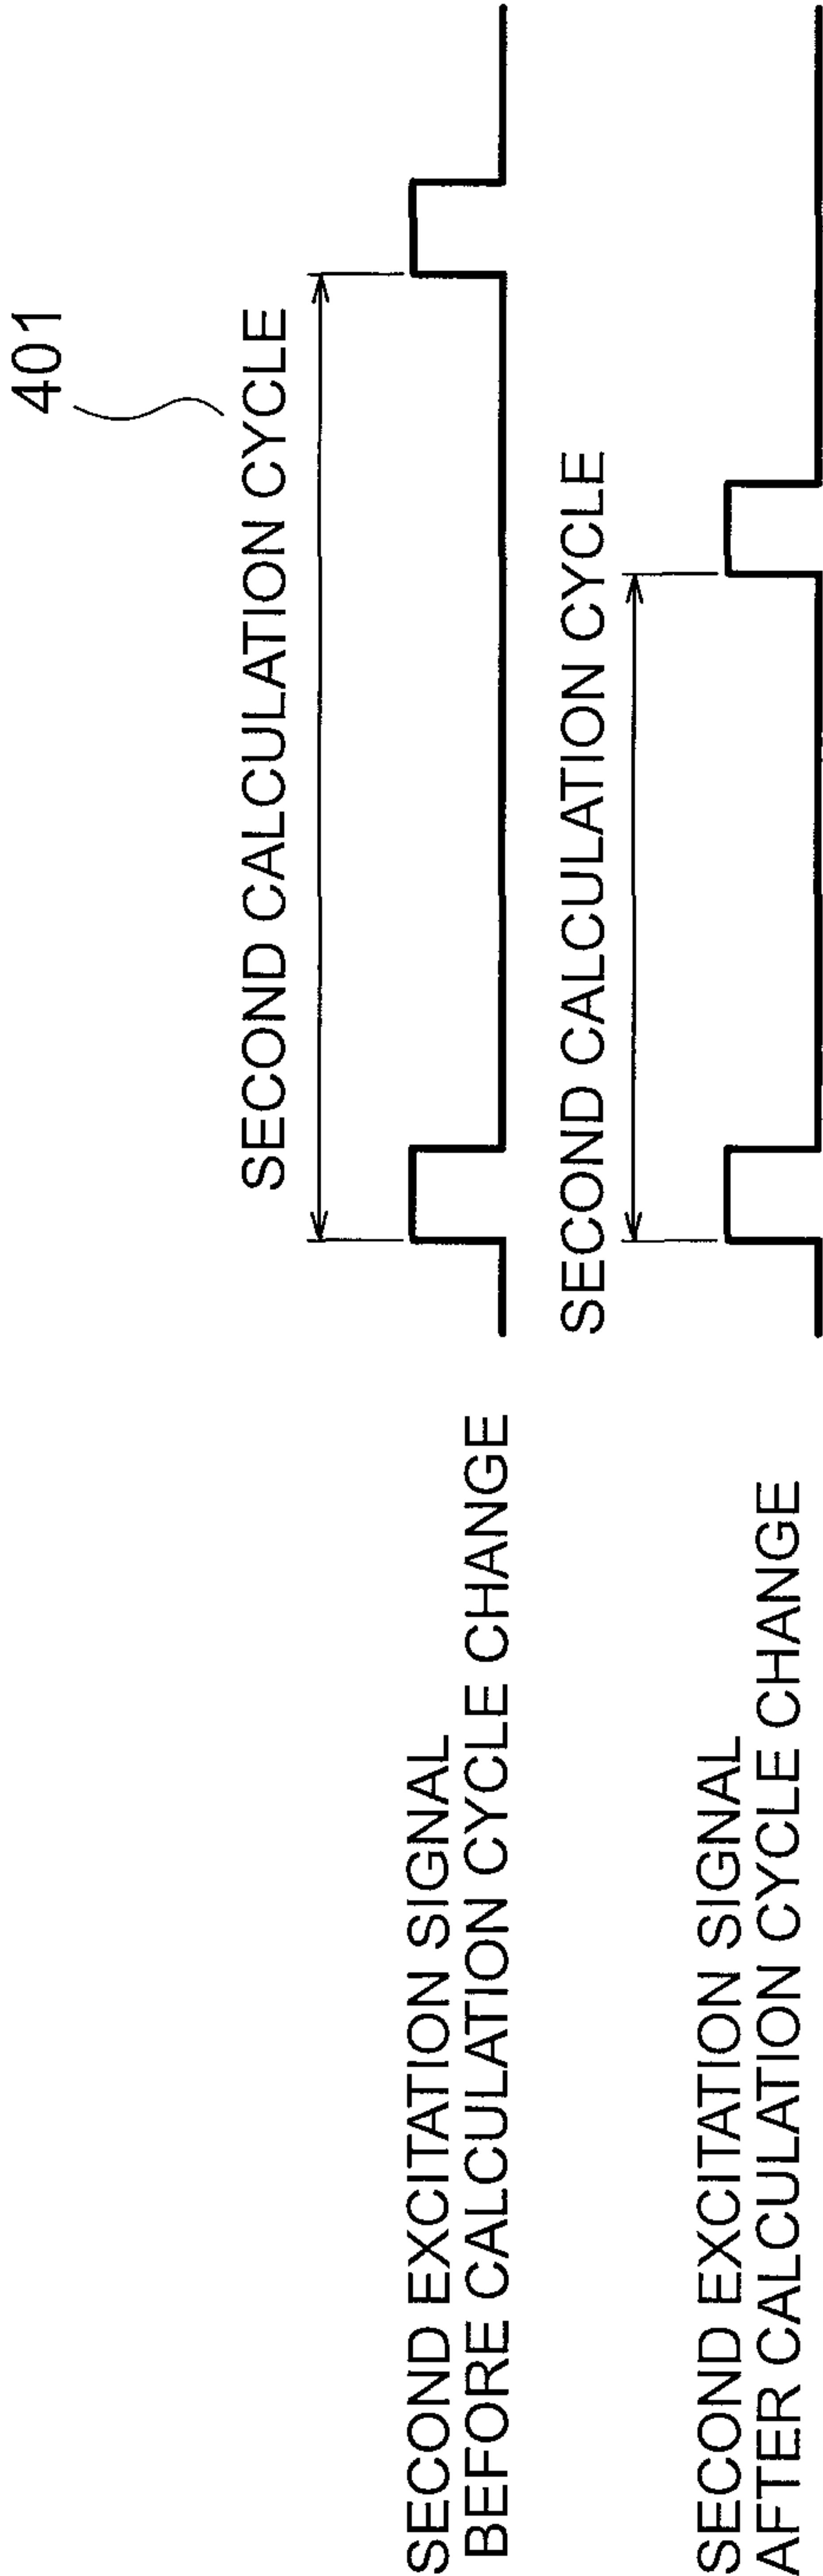 401
SECOND CALCULATION CYCLE
SECOND EXCITATION SIGNAL
BEFORE CALCULATION CYCLE CHANGE
SECOND CALCULATION CYCLE
SECOND EXCITATION SIGNAL
AFTER CALCULATION CYCLE CHANGE